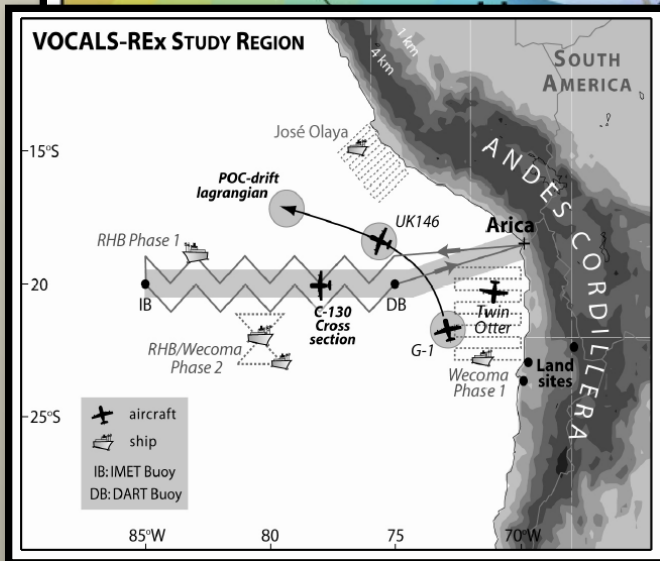 VOCALS-REx STUDY REGION
SOUTH
AMERICA
1 km
4 km
José Olaya
15°S
ANDES CORDILLERA
POC-drift
lagrangian
UK146
Arica
RHB Phase 1
20
IB
DB
C-130
Cross
section
Twin
Otter
G-1
RHB/Wecoma
Phase 2
Wecoma
Phase 1
Land
sites
25°S
aircraft
ship
IB: IMET Buoy
DB: DART Buoy
85°W
80
75
70°W